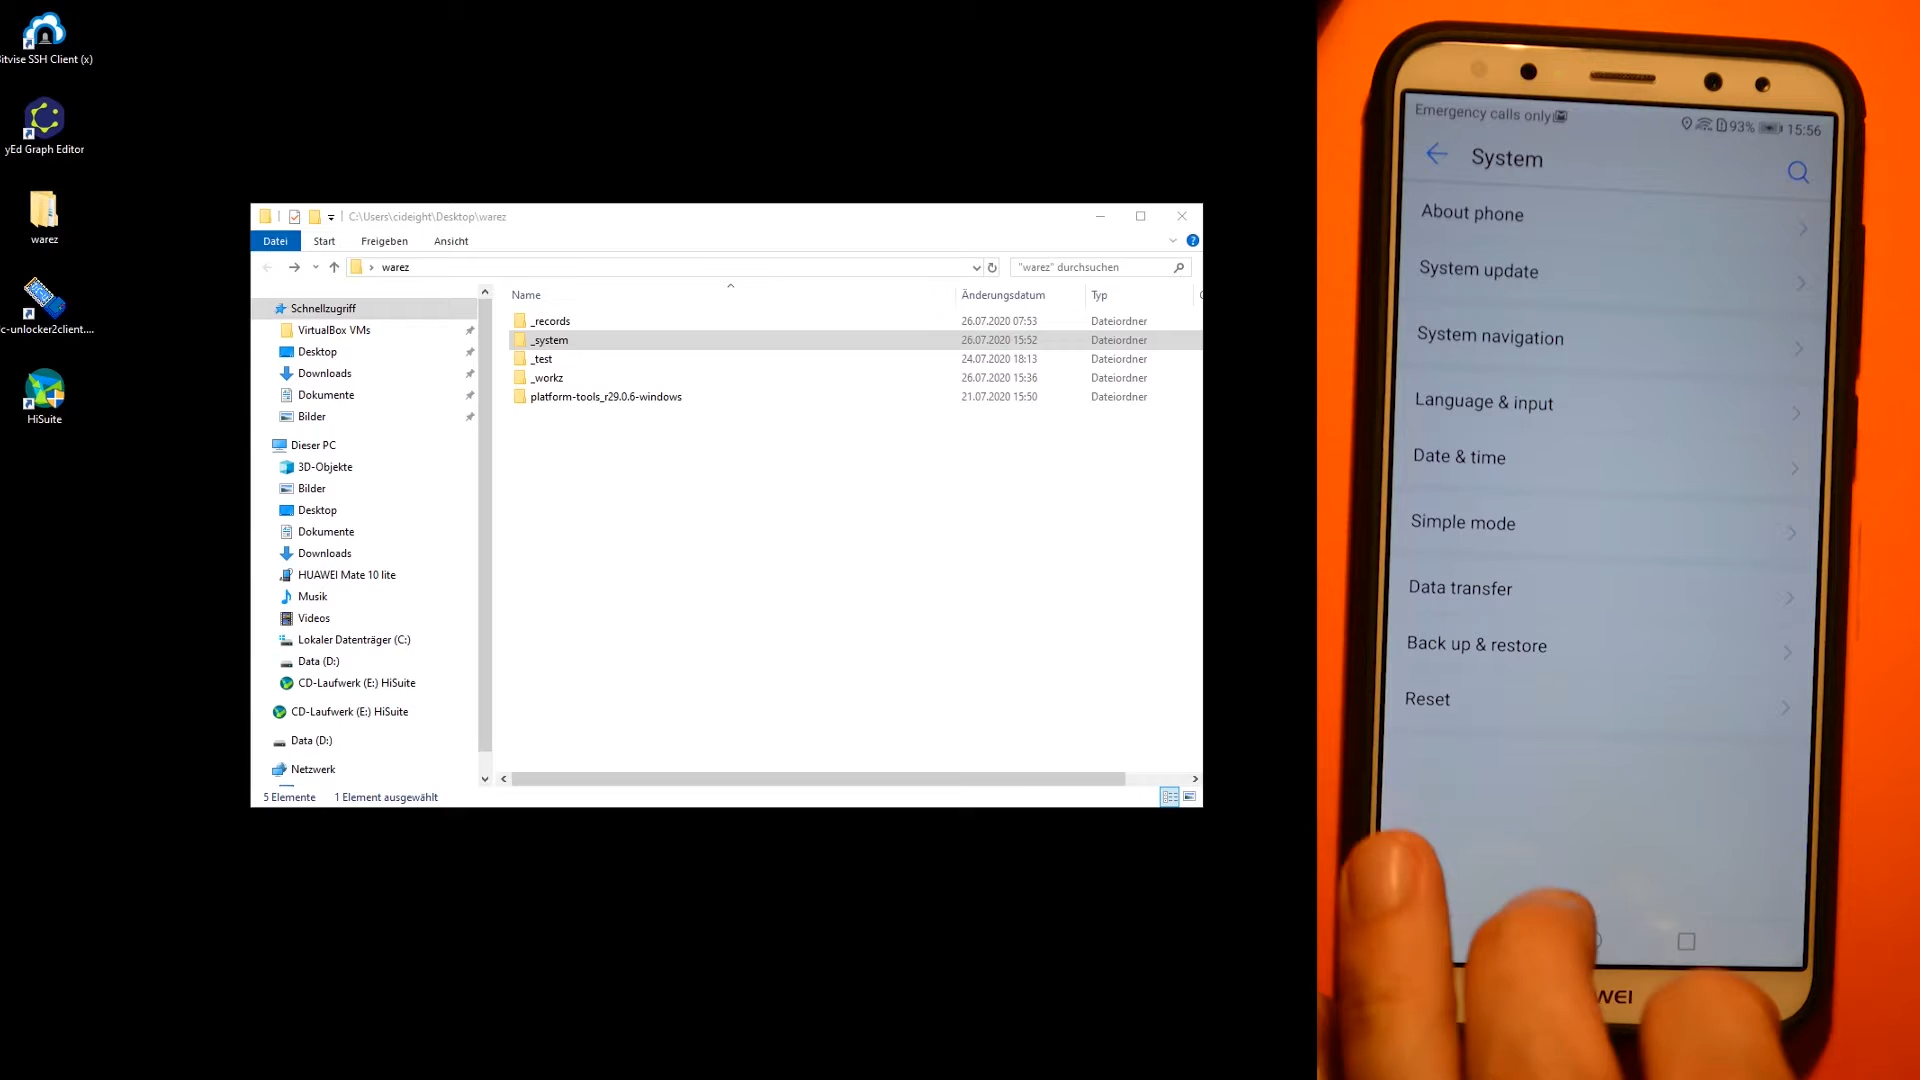 itvise SSH Client (x)
yEd Graph Editor
warez
c-unlocker2client....
HiSuite
C:\Users\cideight\Desktop\warez
Datei
Start
Freigeben
Ansicht
warez
"warez" durchsuchen
Schnellzugriff
VirtualBox VMs
Desktop
Downloads
Dokumente
Bilder
Dieser PC
3D-Objekte
Bilder
Desktop
Dokumente
Downloads
HUAWEI Mate 10 lite
Musik
Videos
Lokaler Datenträger (C:)
Data (D:)
CD-Laufwerk (E:) HiSuite
CD-Laufwerk (E:) HiSuite
Data (D:)
Netzwerk
Name Änderungsdatum Typ
_records 26.07.2020 07:53 Dateiordner
_system 26.07.2020 15:52 Dateiordner
_test 24.07.2020 18:13 Dateiordner
_workz 26.07.2020 15:36 Dateiordner
platform-tools_r29.0.6-windows 21.07.2020 15:50 Dateiordner
5 Elemente 1 Element ausgewählt
Emergency calls only 93% 15:56
System
About phone
System update
System navigation
Language & input
Date & time
Simple mode
Data transfer
Back up & restore
Reset
WEI